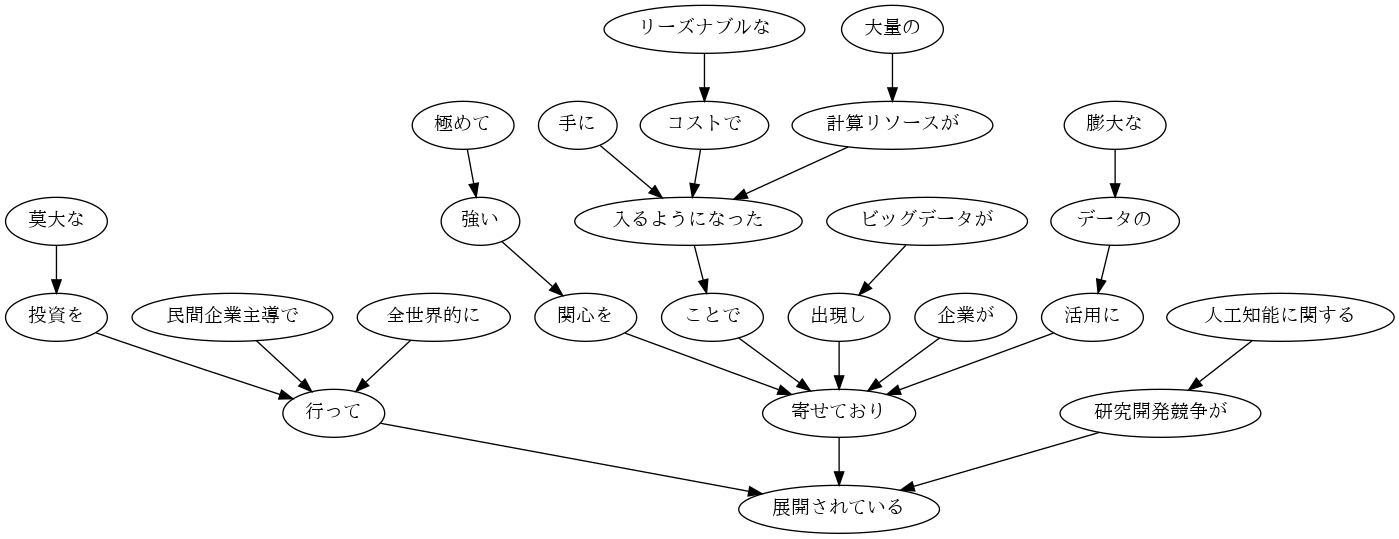 リーズナブルな
大量の
極めて
手に
コストで
計算リソースが
膨大な
莫大な
強い
入るようになった
ビッグデータが
データの
投資を
民間企業主導で
全世界的に
関心を
ことで
出現し
企業が
活用に
人工知能に関する
行って
寄せており
研究開発競争が
展開されている